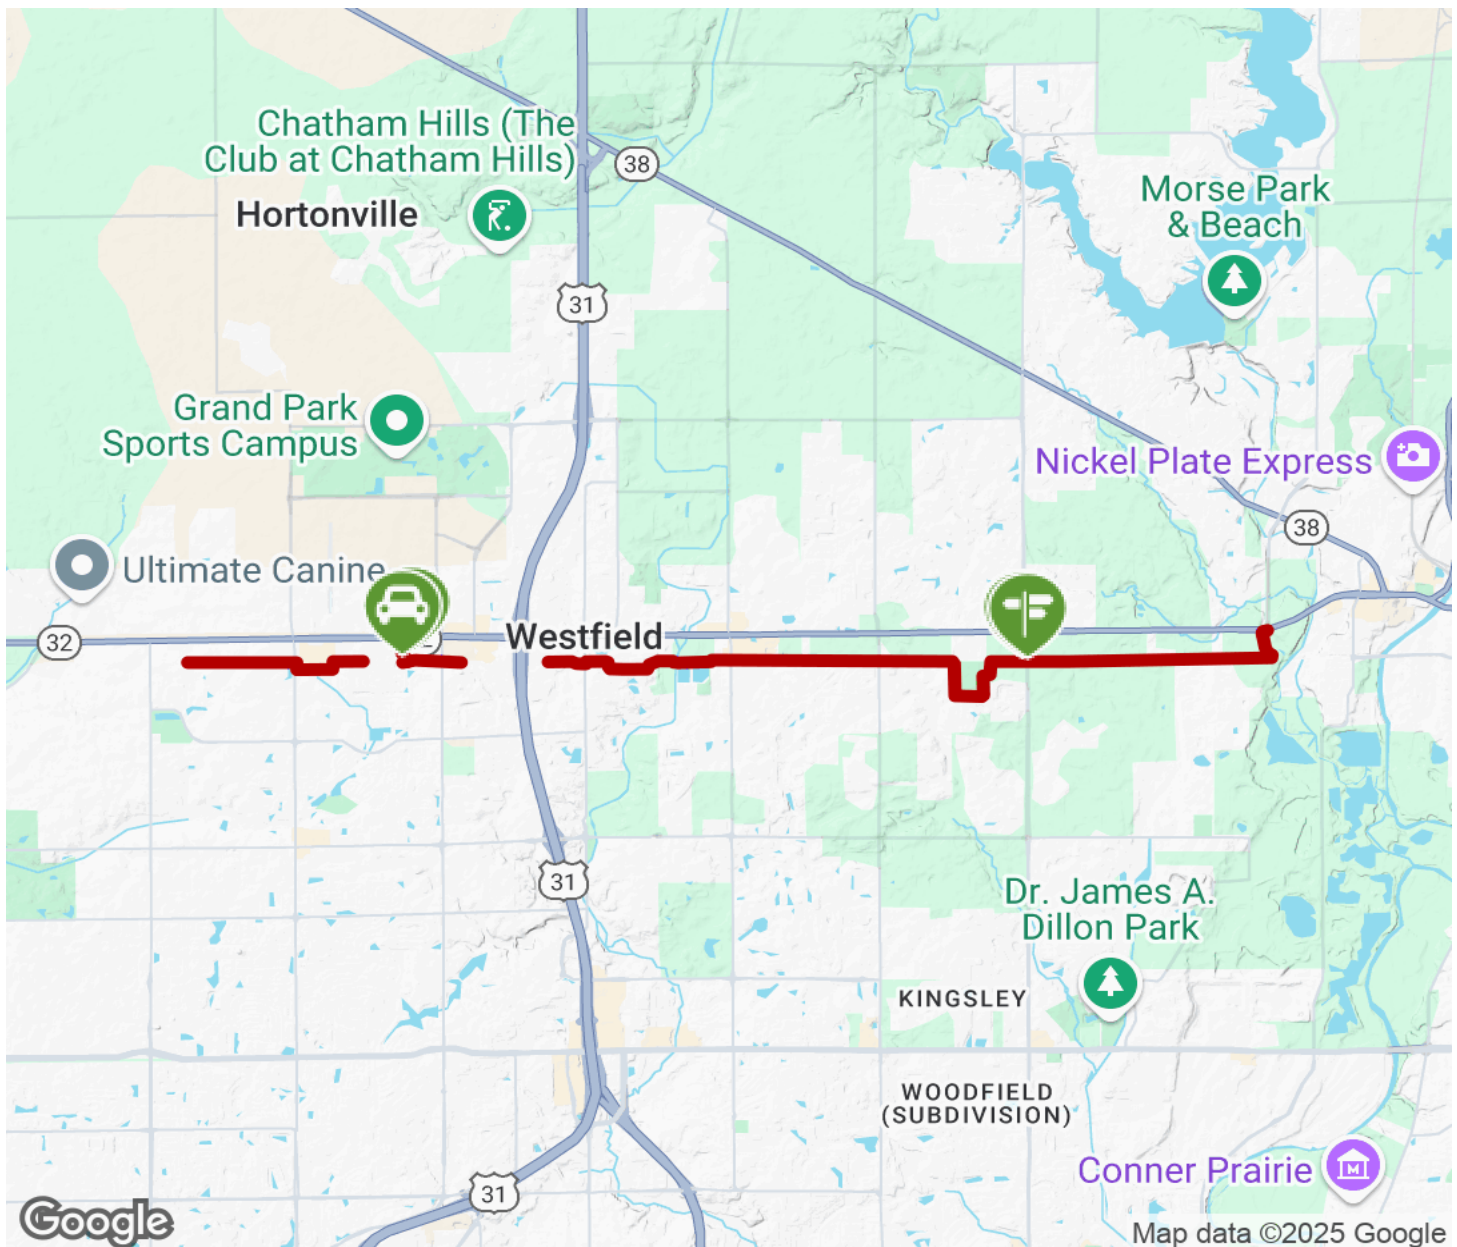 Chatham Hills (The
Club at Chatham Hills)
38
Hortonville
Morse Park
& Beach
31
Grand Park
Sports Campus
Nickel Plate Express
38
Ultimate Canine
32
Westfield
31
Dr. James A.
Dillon Park
KINGSLEY
WOODFIELD
(SUBDIVISION)
Conner Prairie
31
Google
Map data ©2025 Google